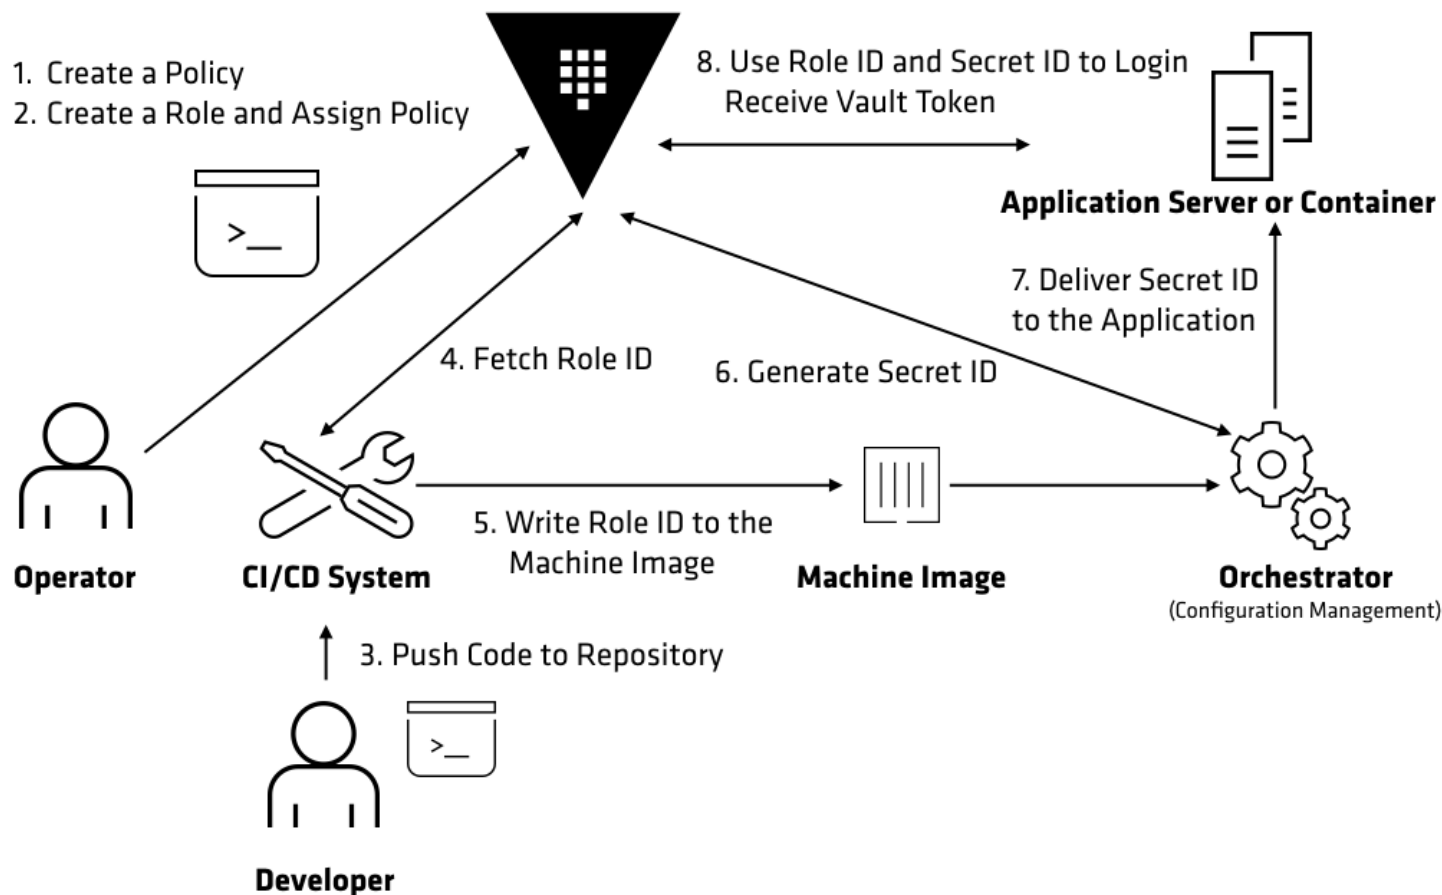 1. Create a Policy
2. Create a Role and Assign Policy
8. Use Role ID and Secret ID to Login
Receive Vault Token
>_
Application Server or Container
7. Deliver Secret ID
to the Application
4. Fetch Role ID
6. Generate Secret ID
5. Write Role ID to the
Machine Image
Operator
CI/CD System
Machine Image
Orchestrator
(Configuration Management)
3. Push Code to Repository
>_
Developer